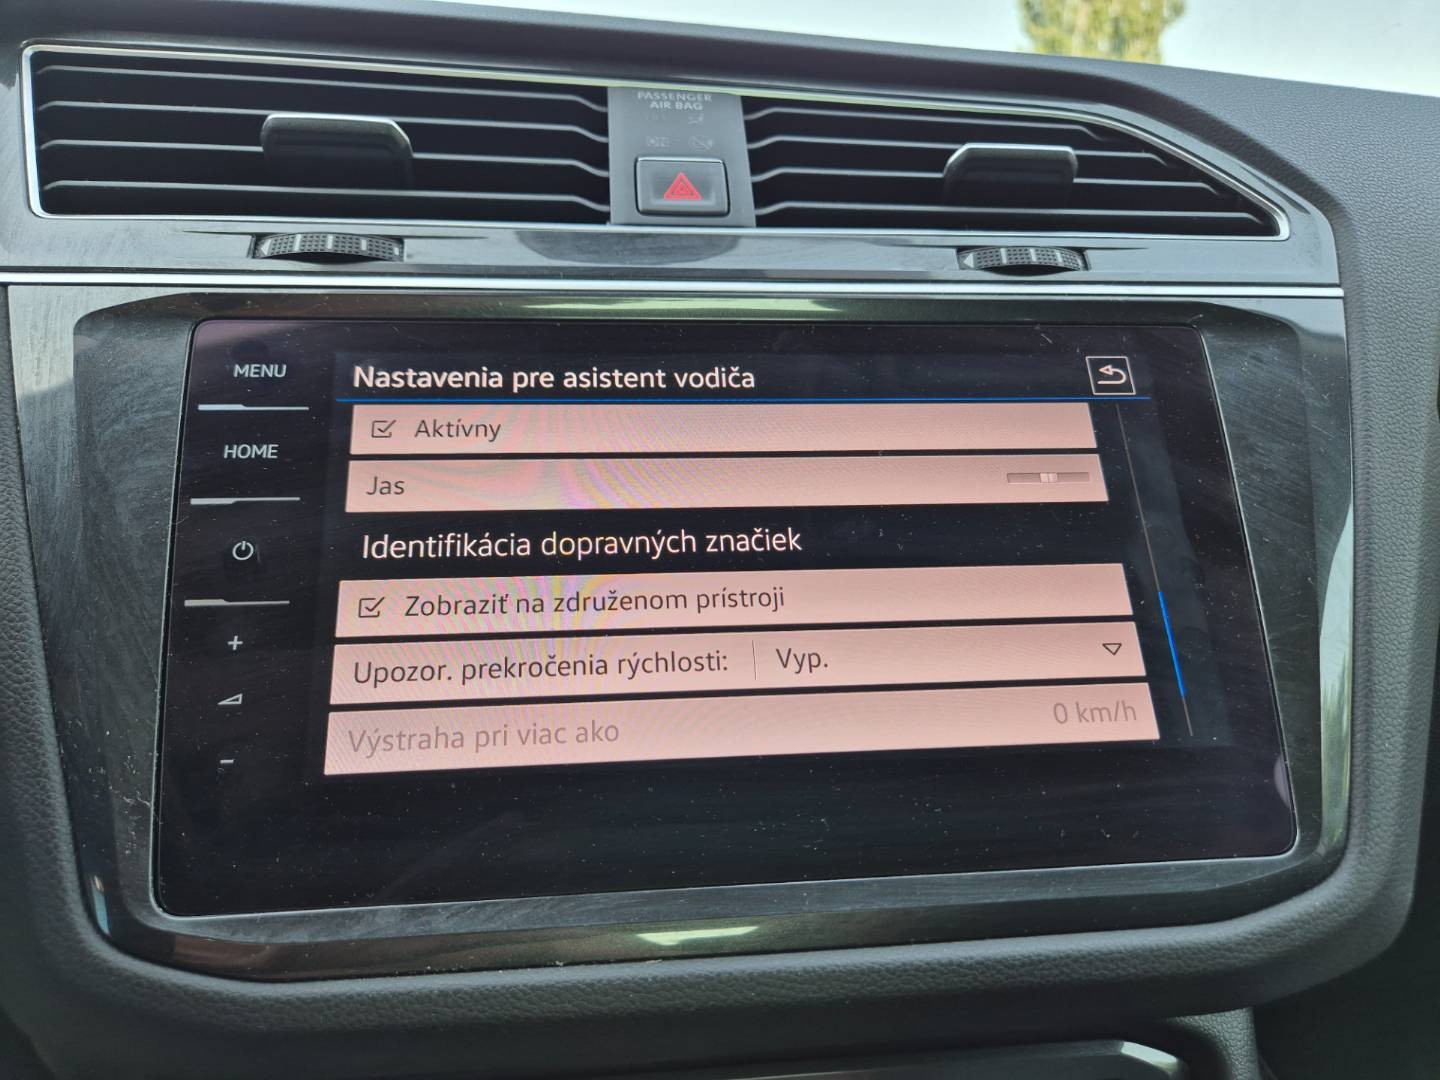 PASSENGER
AIR BAG
MENU
HOME
Nastavenia pre asistent vodiča
Aktívny
Jas
Identifikácia dopravných značiek
Zobraziť na združenom prístroji
Upozor. prekročenia rýchlosti: Vyp.
Výstraha pri viac ako 0 km/h
+
-